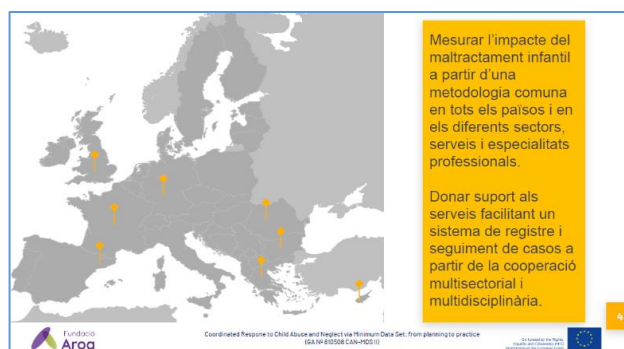 Mesurar l’impacte del
maltractament infantil
a partir d’una
metodologia comuna
en tots els països i en
els diferents sectors,
serveis i especialitats
professionals.
Donar suport als
serveis facilitant un
sistema de registre i
seguiment de casos a
partir de la cooperació
multisectorial i
multidisciplinària.
4
Fundació
Aroa
Coordinated Respone to Child Abuse and Neglect via Minimum Data Set: from planning to practice
(GA Nº 810508 CAN-MDS II)